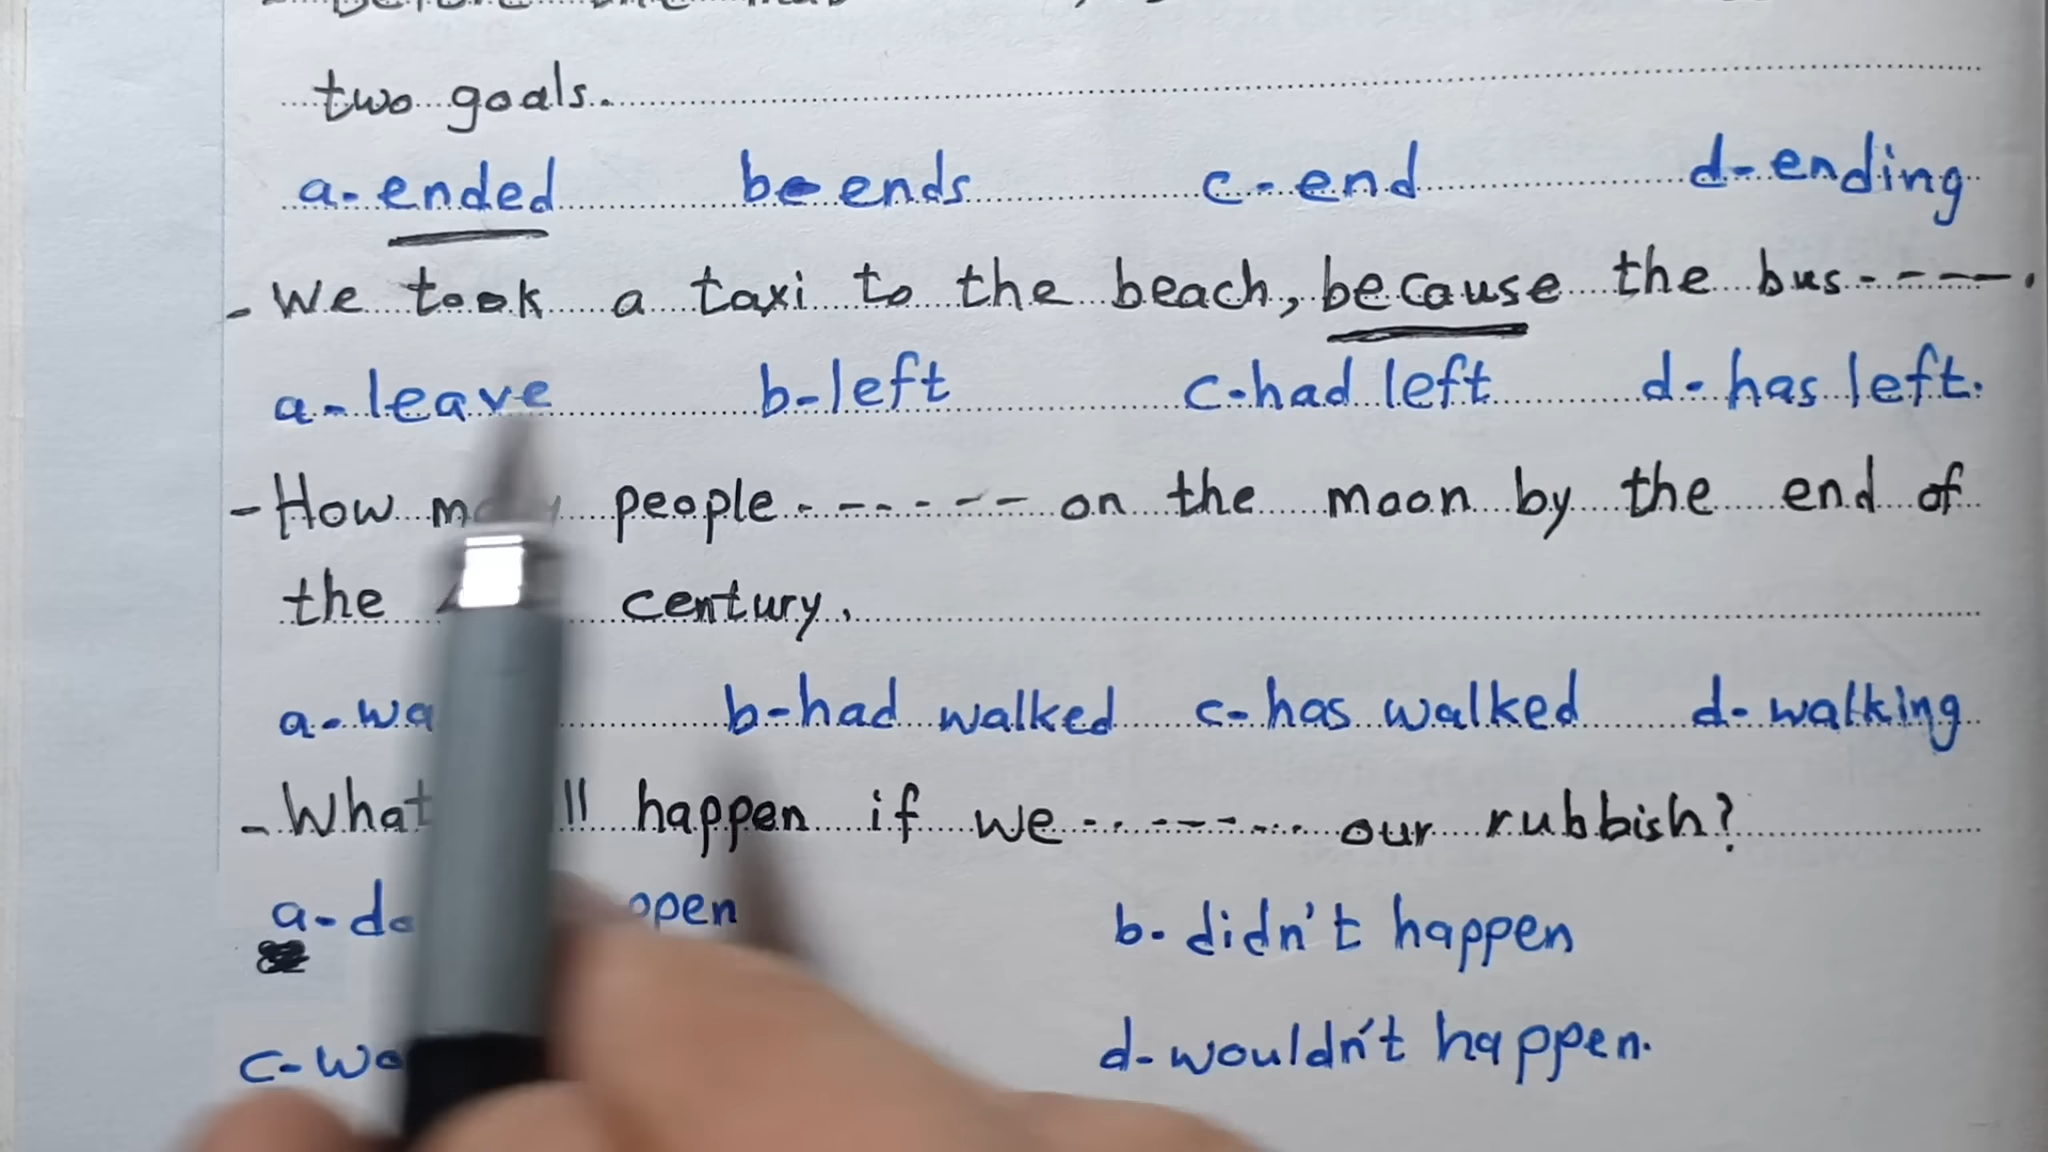 two goals.
a- ended b- ends c- end d- ending
- We took a taxi to the beach, because the bus -----.
a- leave b- left c- had left d- has left.
- How people ------ on the moon by the end of
the century.
b- had walked c- has walked d- walking
- What happen if we -------- our rubbish?
a- b. didn't happen
c- d- wouldn't happen.